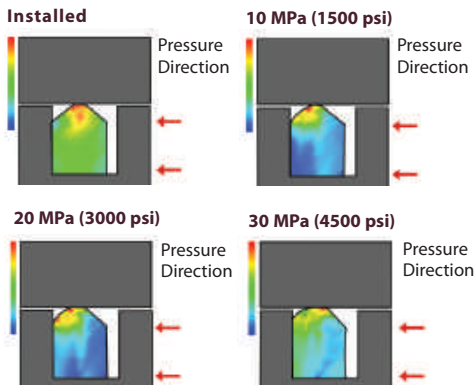 Installed
Pressure
Direction
10 MPa (1500 psi)
Pressure
Direction
20 MPa (3000 psi)
Pressure
Direction
30 MPa (4500 psi)
Pressure
Direction